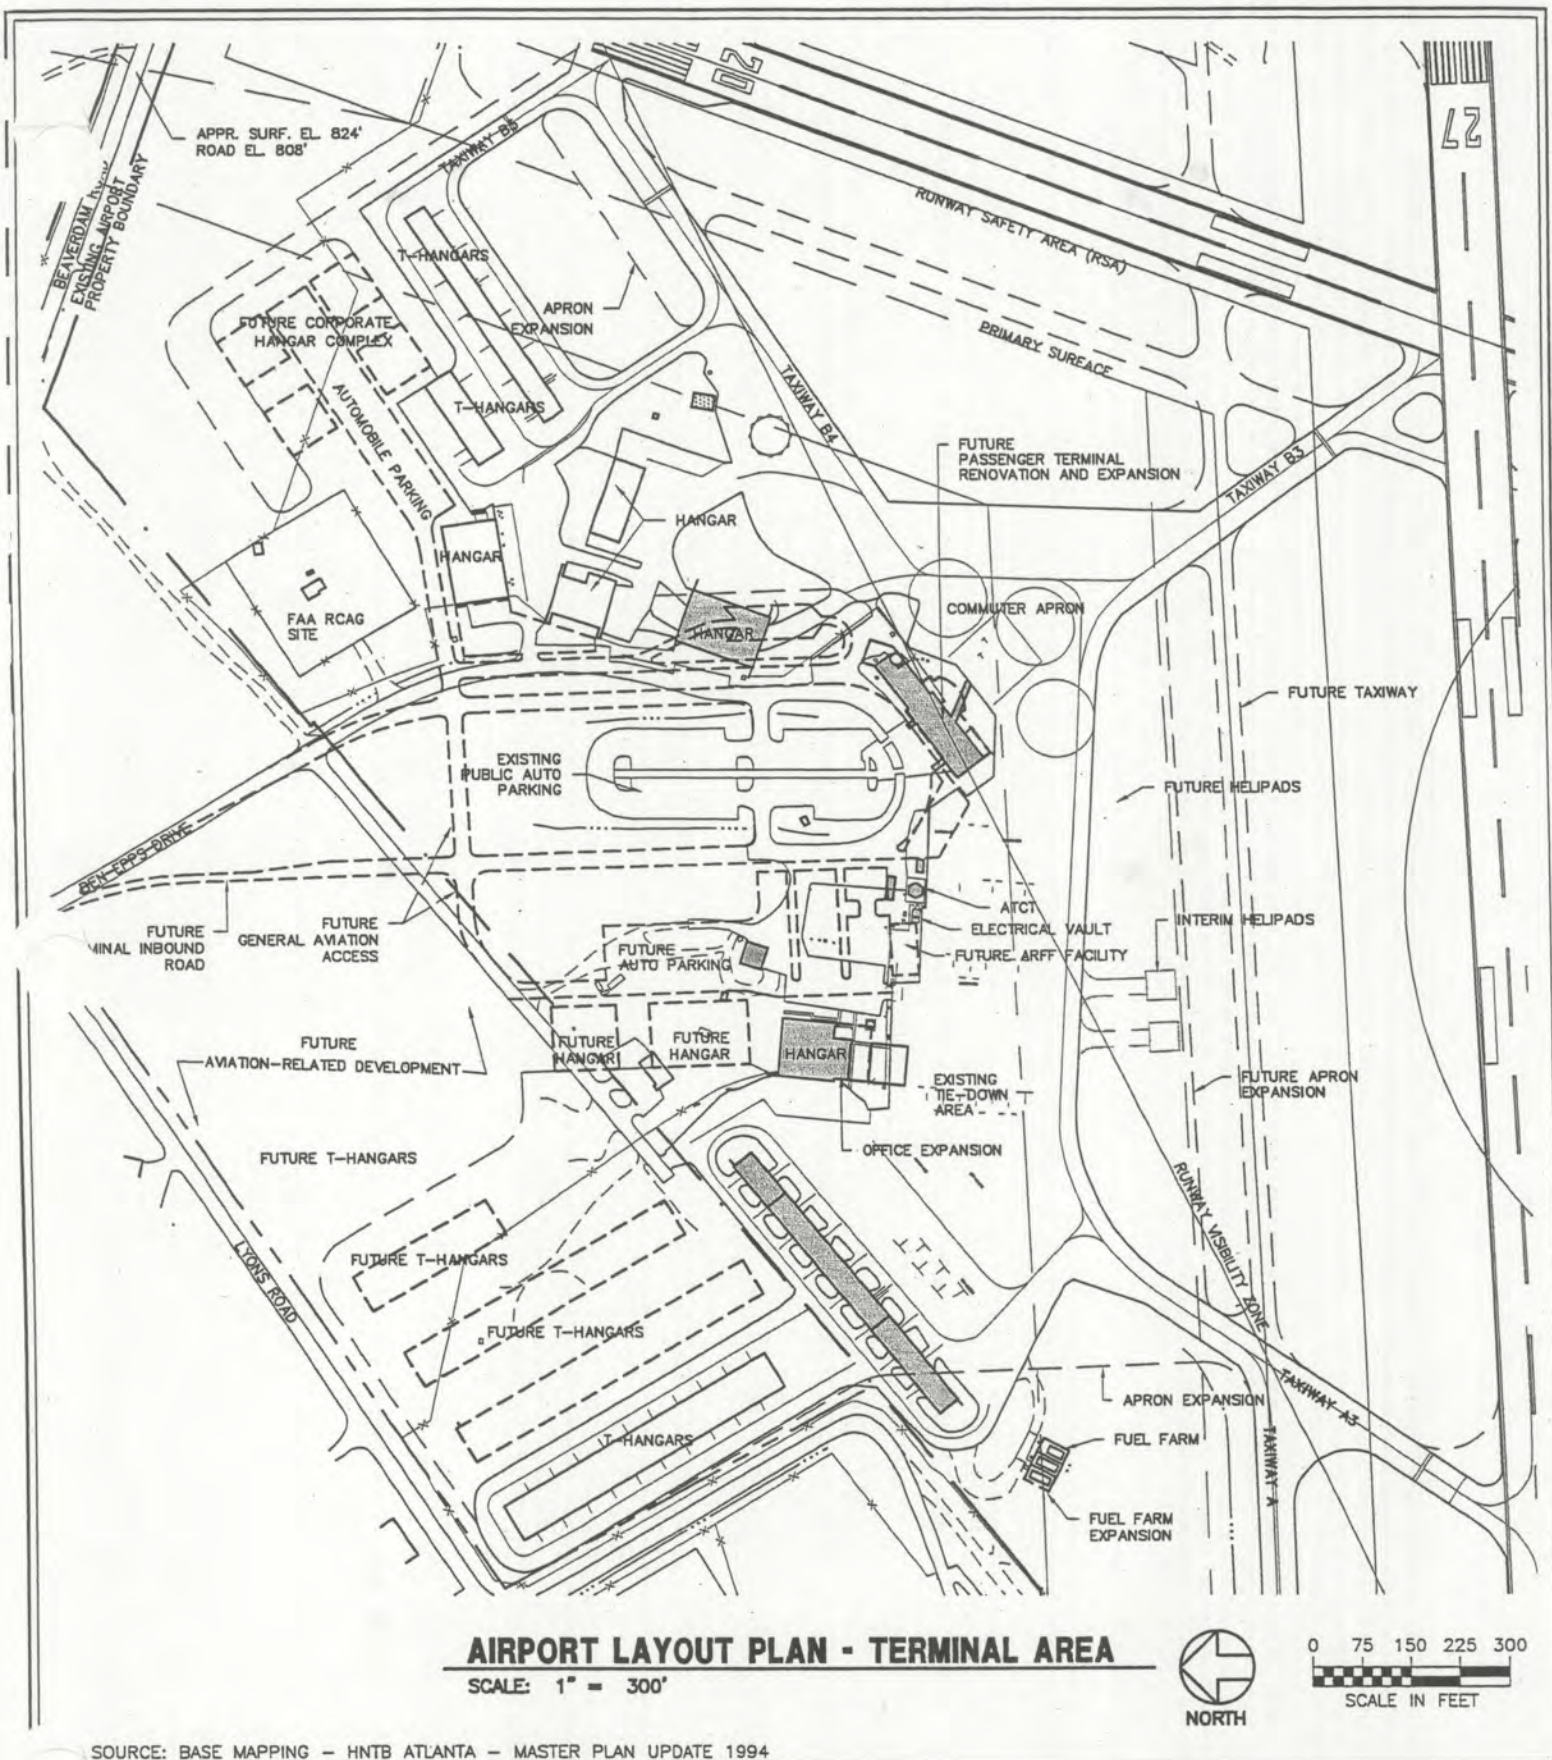 20
27
APPR. SURF. EL. 824'
ROAD EL. 808'
TAXIWAY B5
BEAVERDAM
EXISTING AIRPORT
PROPERTY BOUNDARY
RUNWAY SAFETY AREA (RSA)
T-HANGARS
APRON
EXPANSION
FUTURE CORPORATE
HANGAR COMPLEX
PRIMARY SURFACE
AUTOMOBILE PARKING
T-HANGARS
TAXIWAY B4
FUTURE
PASSENGER TERMINAL
RENOVATION AND EXPANSION
TAXIWAY B3
HANGAR
HANGAR
FAA RCAG
SITE
HANGAR
COMMUTER APRON
FUTURE TAXIWAY
EXISTING
PUBLIC AUTO
PARKING
FUTURE HELIPADS
BEN EPPS DRIVE
FUTURE
MINAL INBOUND
ROAD
FUTURE
GENERAL AVIATION
ACCESS
ATCT
ELECTRICAL VAULT
FUTURE ARFF FACILITY
INTERIM HELIPADS
FUTURE
AUTO PARKING
FUTURE
AVIATION-RELATED DEVELOPMENT
FUTURE
HANGAR
FUTURE
HANGAR
HANGAR
EXISTING
TIE-DOWN
AREA
FUTURE APRON
EXPANSION
OFFICE EXPANSION
FUTURE T-HANGARS
RUNWAY VISIBILITY ZONE
LYONS ROAD
FUTURE T-HANGARS
FUTURE T-HANGARS
APRON EXPANSION
TAXIWAY A3
T-HANGARS
FUEL FARM
TAXIWAY A
FUEL FARM
EXPANSION
AIRPORT LAYOUT PLAN - TERMINAL AREA
SCALE: 1" = 300'
NORTH
0 75 150 225 300
SCALE IN FEET
SOURCE: BASE MAPPING - HNTB ATLANTA - MASTER PLAN UPDATE 1994